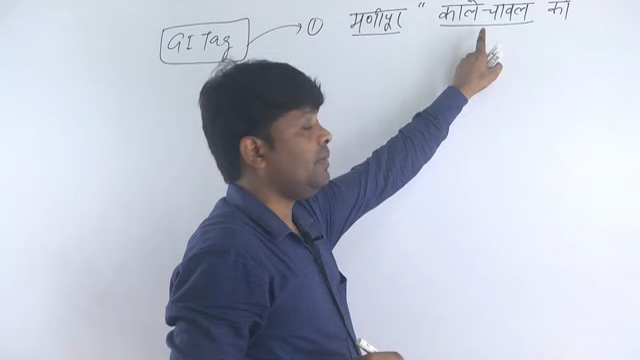 GI Tag → ① मणीपूर " काले चावल को